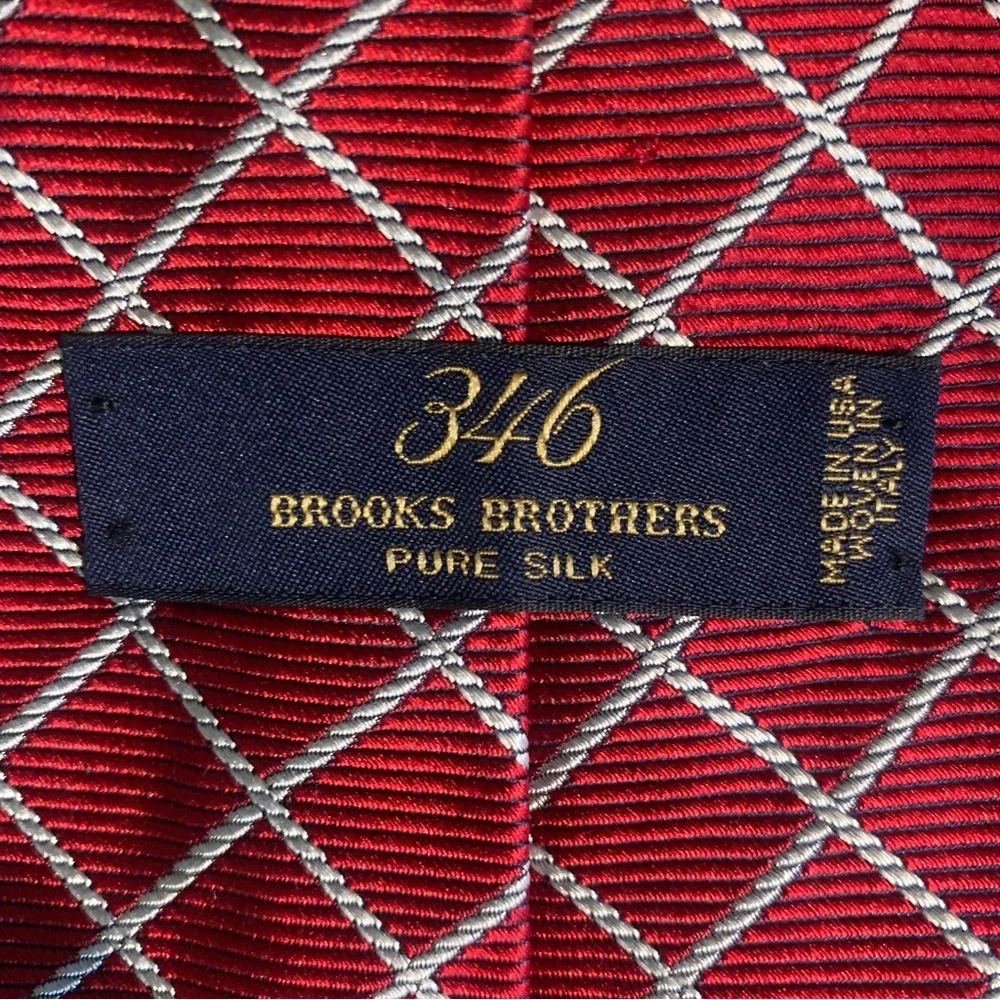 346
BROOKS BROTHERS
PURE SILK
MADE IN USA
WOVEN IN
ITALY